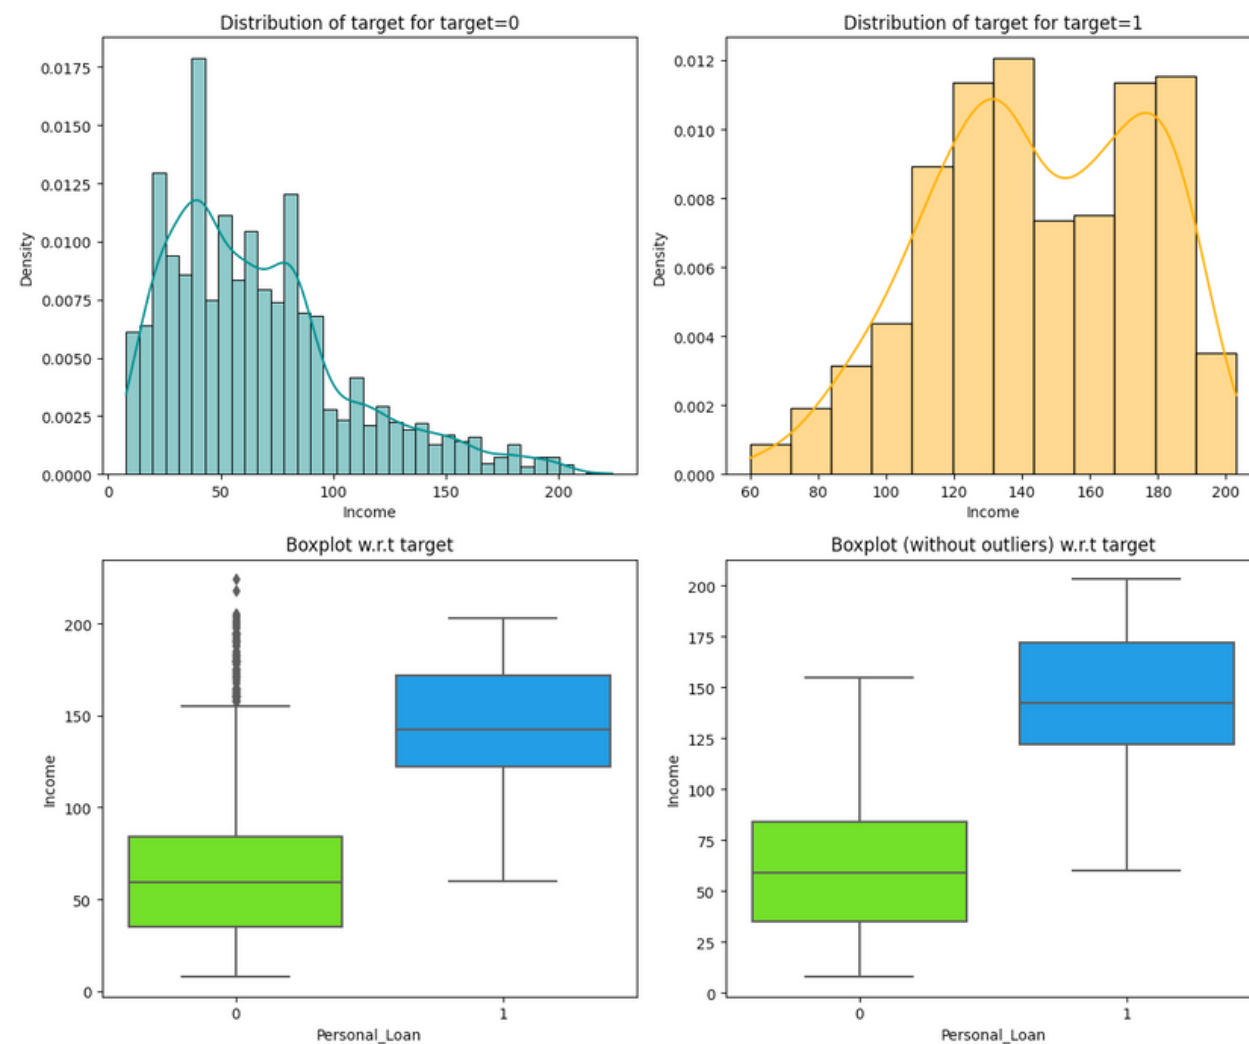 Distribution of target for target=0
Density
0.0175
0.0150
0.0125
0.0100
0.0075
0.0050
0.0025
0.0000
0 50 100 150 200
Income
Distribution of target for target=1
Density
0.012
0.010
0.008
0.006
0.004
0.002
0.000
60 80 100 120 140 160 180 200
Income
Boxplot w.r.t target
Income
200
150
100
50
0
0 1
Personal_Loan
Boxplot (without outliers) w.r.t target
Income
200
175
150
125
100
75
50
25
0
0 1
Personal_Loan